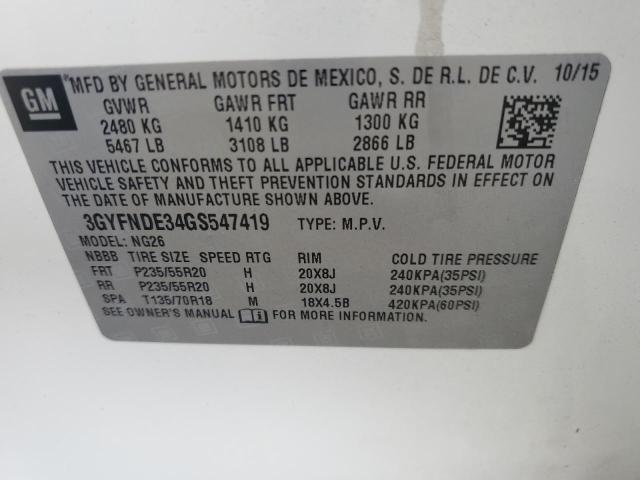 GM
®MFD BY GENERAL MOTORS DE MEXICO, S. DE R.L. DE C.V. 10/15
GVWR GAWR FRT GAWR RR
2480 KG 1410 KG 1300 KG
5467 LB 3108 LB 2866 LB
THIS VEHICLE CONFORMS TO ALL APPLICABLE U.S. FEDERAL MOTOR
VEHICLE SAFETY AND THEFT PREVENTION STANDARDS IN EFFECT ON
THE DATE OF MANUFACTURE SHOWN ABOVE.
3GYFNDE34GS547419 TYPE: M.P.V.
MODEL: NG26
NBBB TIRE SIZE SPEED RTG RIM COLD TIRE PRESSURE
FRT P235/55R20 H 20X8J 240KPA(35PSI)
RR P235/55R20 H 20X8J 240KPA(35PSI)
SPA T135/70R18 M 18X4.5B 420KPA(60PSI)
SEE OWNER'S MANUAL i FOR MORE INFORMATION.